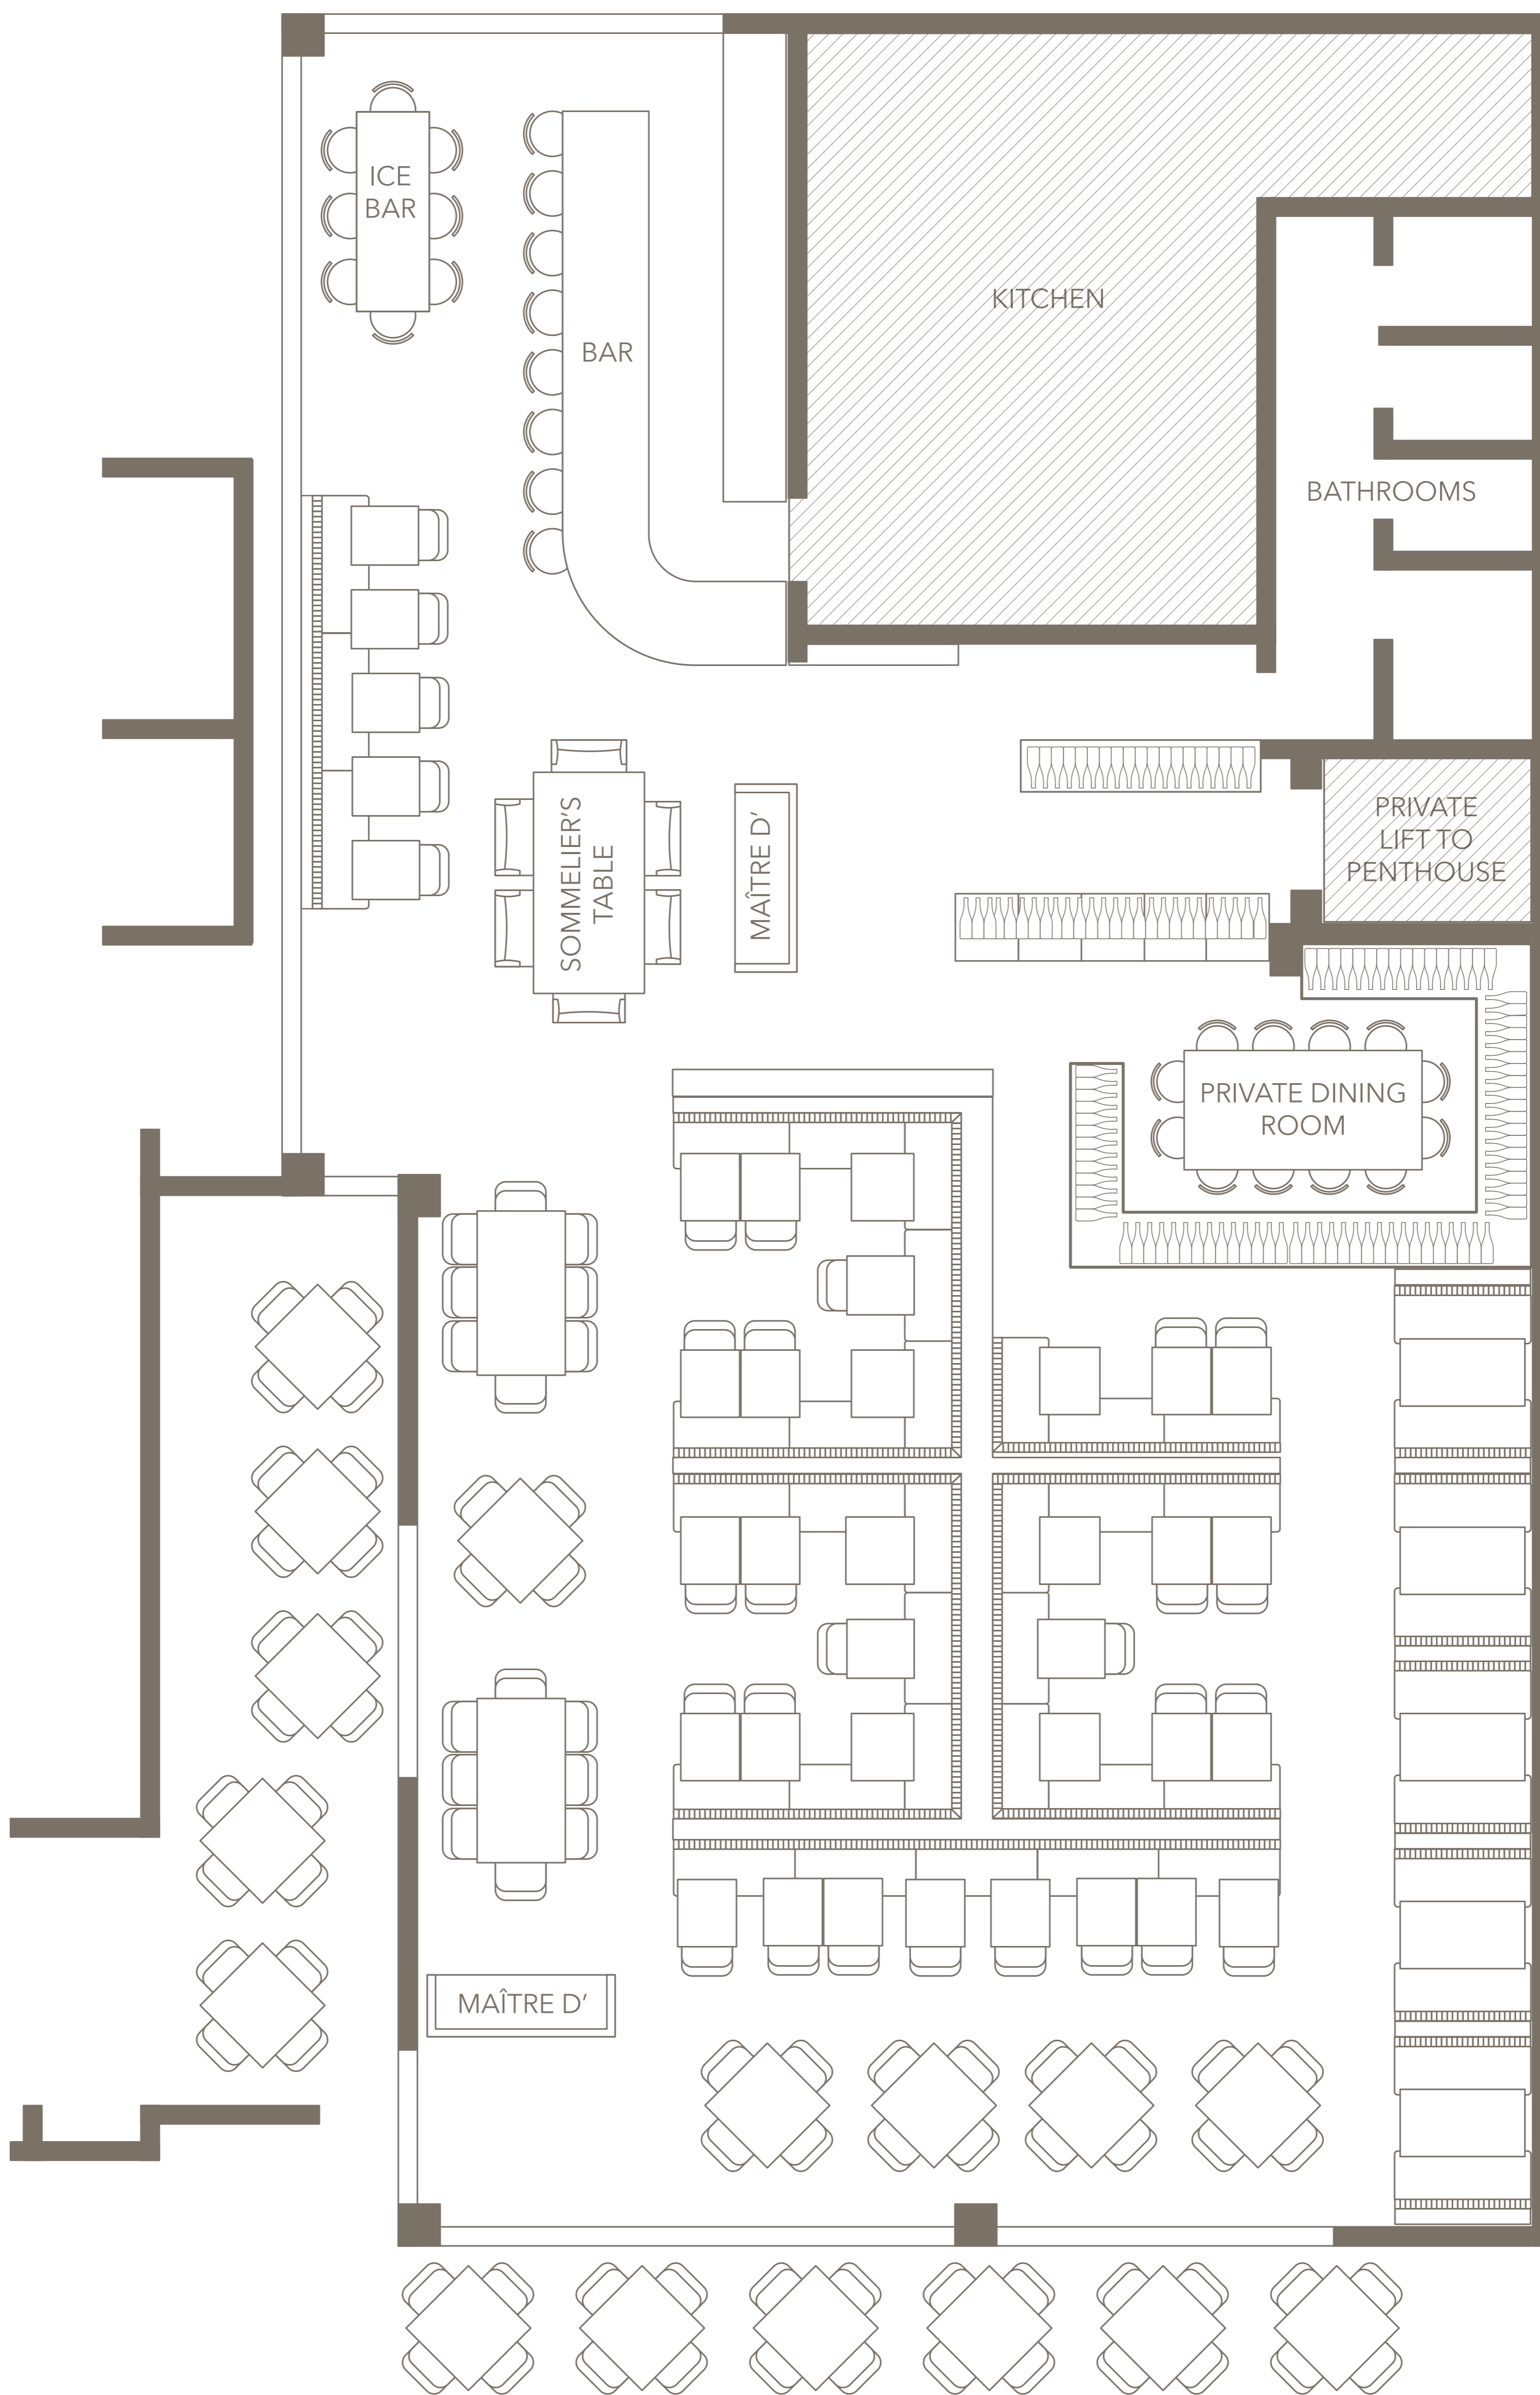 ICE
BAR
BAR
KITCHEN
BATHROOMS
SOMMELIER'S
TABLE
MAÎTRE D'
PRIVATE
LIFT TO
PENTHOUSE
PRIVATE DINING
ROOM
MAÎTRE D'